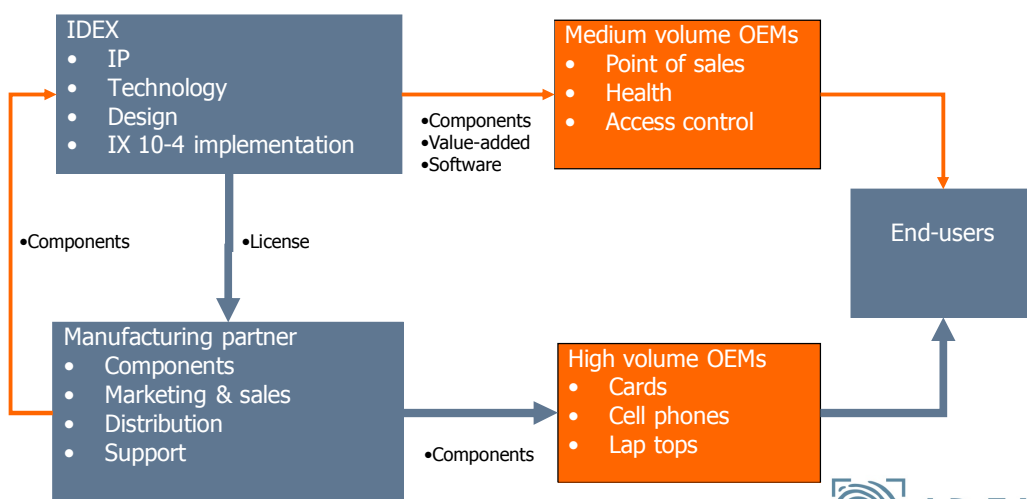 IDEX
• IP
• Technology
• Design
• IX 10-4 implementation
•Components
•Value-added
•Software
Medium volume OEMs
• Point of sales
• Health
• Access control
End-users
•Components
•License
Manufacturing partner
• Components
• Marketing & sales
• Distribution
• Support
•Components
High volume OEMs
• Cards
• Cell phones
• Lap tops